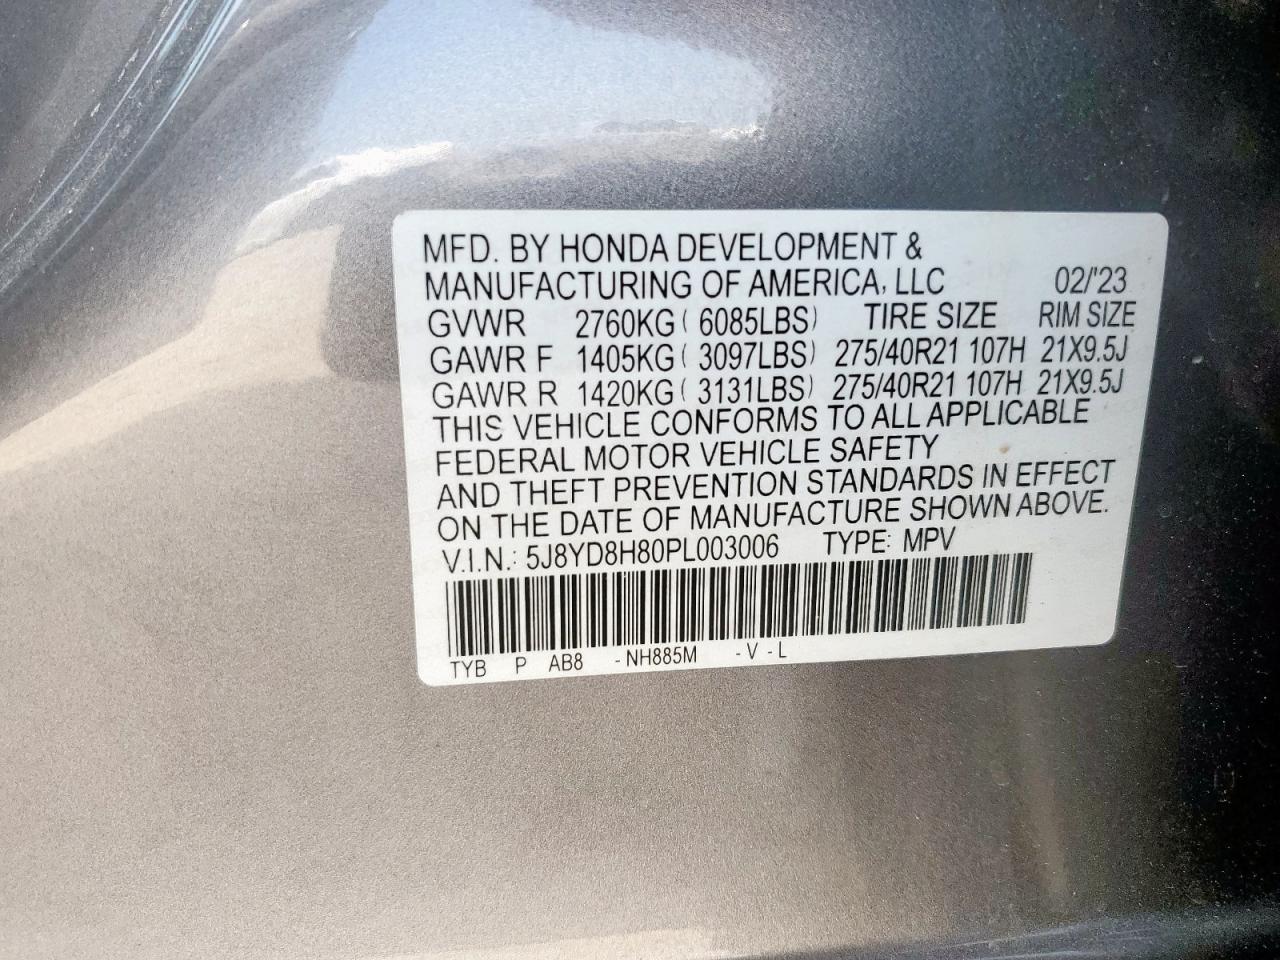 MFD. BY HONDA DEVELOPMENT &
MANUFACTURING OF AMERICA, LLC 02/'23
GVWR 2760KG ( 6085LBS) TIRE SIZE RIM SIZE
GAWR F 1405KG ( 3097LBS) 275/40R21 107H 21X9.5J
GAWR R 1420KG ( 3131LBS) 275/40R21 107H 21X9.5J
THIS VEHICLE CONFORMS TO ALL APPLICABLE
FEDERAL MOTOR VEHICLE SAFETY
AND THEFT PREVENTION STANDARDS IN EFFECT
ON THE DATE OF MANUFACTURE SHOWN ABOVE.
V.I.N.: 5J8YD8H80PL003006 TYPE: MPV
TYB P AB8 - NH885M - V - L